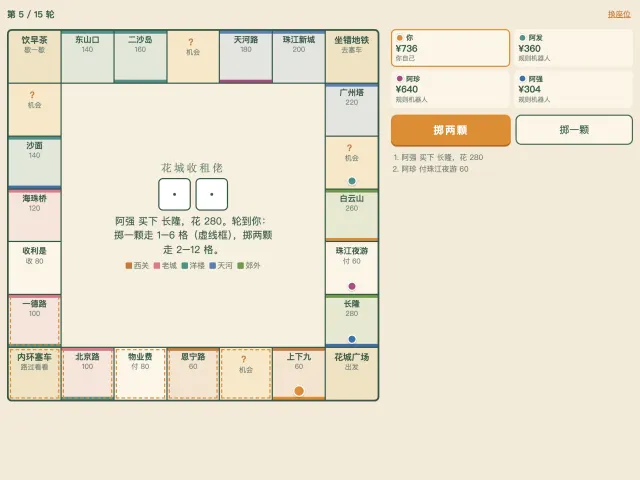 第 5 / 15 轮
换座位
饮早茶
歇一歇
东山口
140
二沙岛
160
?
机会
天河路
180
珠江新城
200
坐错地铁
去塞车
?
机会
广州塔
220
沙面
140
?
机会
海珠桥
120
白云山
260
收利是
收 80
珠江夜游
付 60
一德路
100
长隆
280
内环塞车
路过看看
北京路
100
物业费
付 80
恩宁路
60
?
机会
上下九
60
花城广场
出发
花城收租佬
阿强 买下 长隆，花 280。轮到你：
掷一颗走 1–6 格（虚线框），掷两颗
走 2–12 格。
西关 老城 洋楼 天河 郊外
你
¥736
你自己
阿发
¥360
规则机器人
阿珍
¥640
规则机器人
阿强
¥304
规则机器人
掷两颗
掷一颗
1. 阿强 买下 长隆，花 280
2. 阿珍 付珠江夜游 60